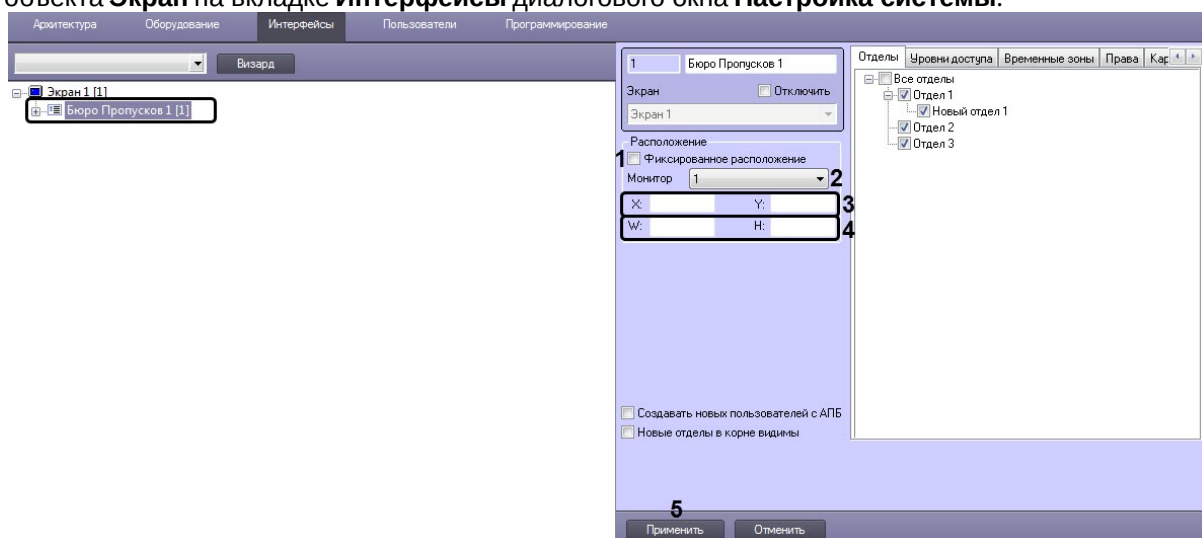 объекта Экран на вкладке Интерфейсы диалогового окна Настройка системы.
Архитектура Оборудование Интерфейсы Пользователи Программирование
Визард
Экран 1 [1]
Бюро Пропусков 1 [1]
1 Бюро Пропусков 1
Экран Отключить
Экран 1
Расположение
1 Фиксированное расположение
Монитор 1 2
X: Y: 3
W: H: 4
Создавать новых пользователей с АПБ
Новые отделы в корне видимы
Отделы Уровни доступа Временные зоны Права Кар
Все отделы
Отдел 1
Новый отдел 1
Отдел 2
Отдел 3
5
Применить Отменить